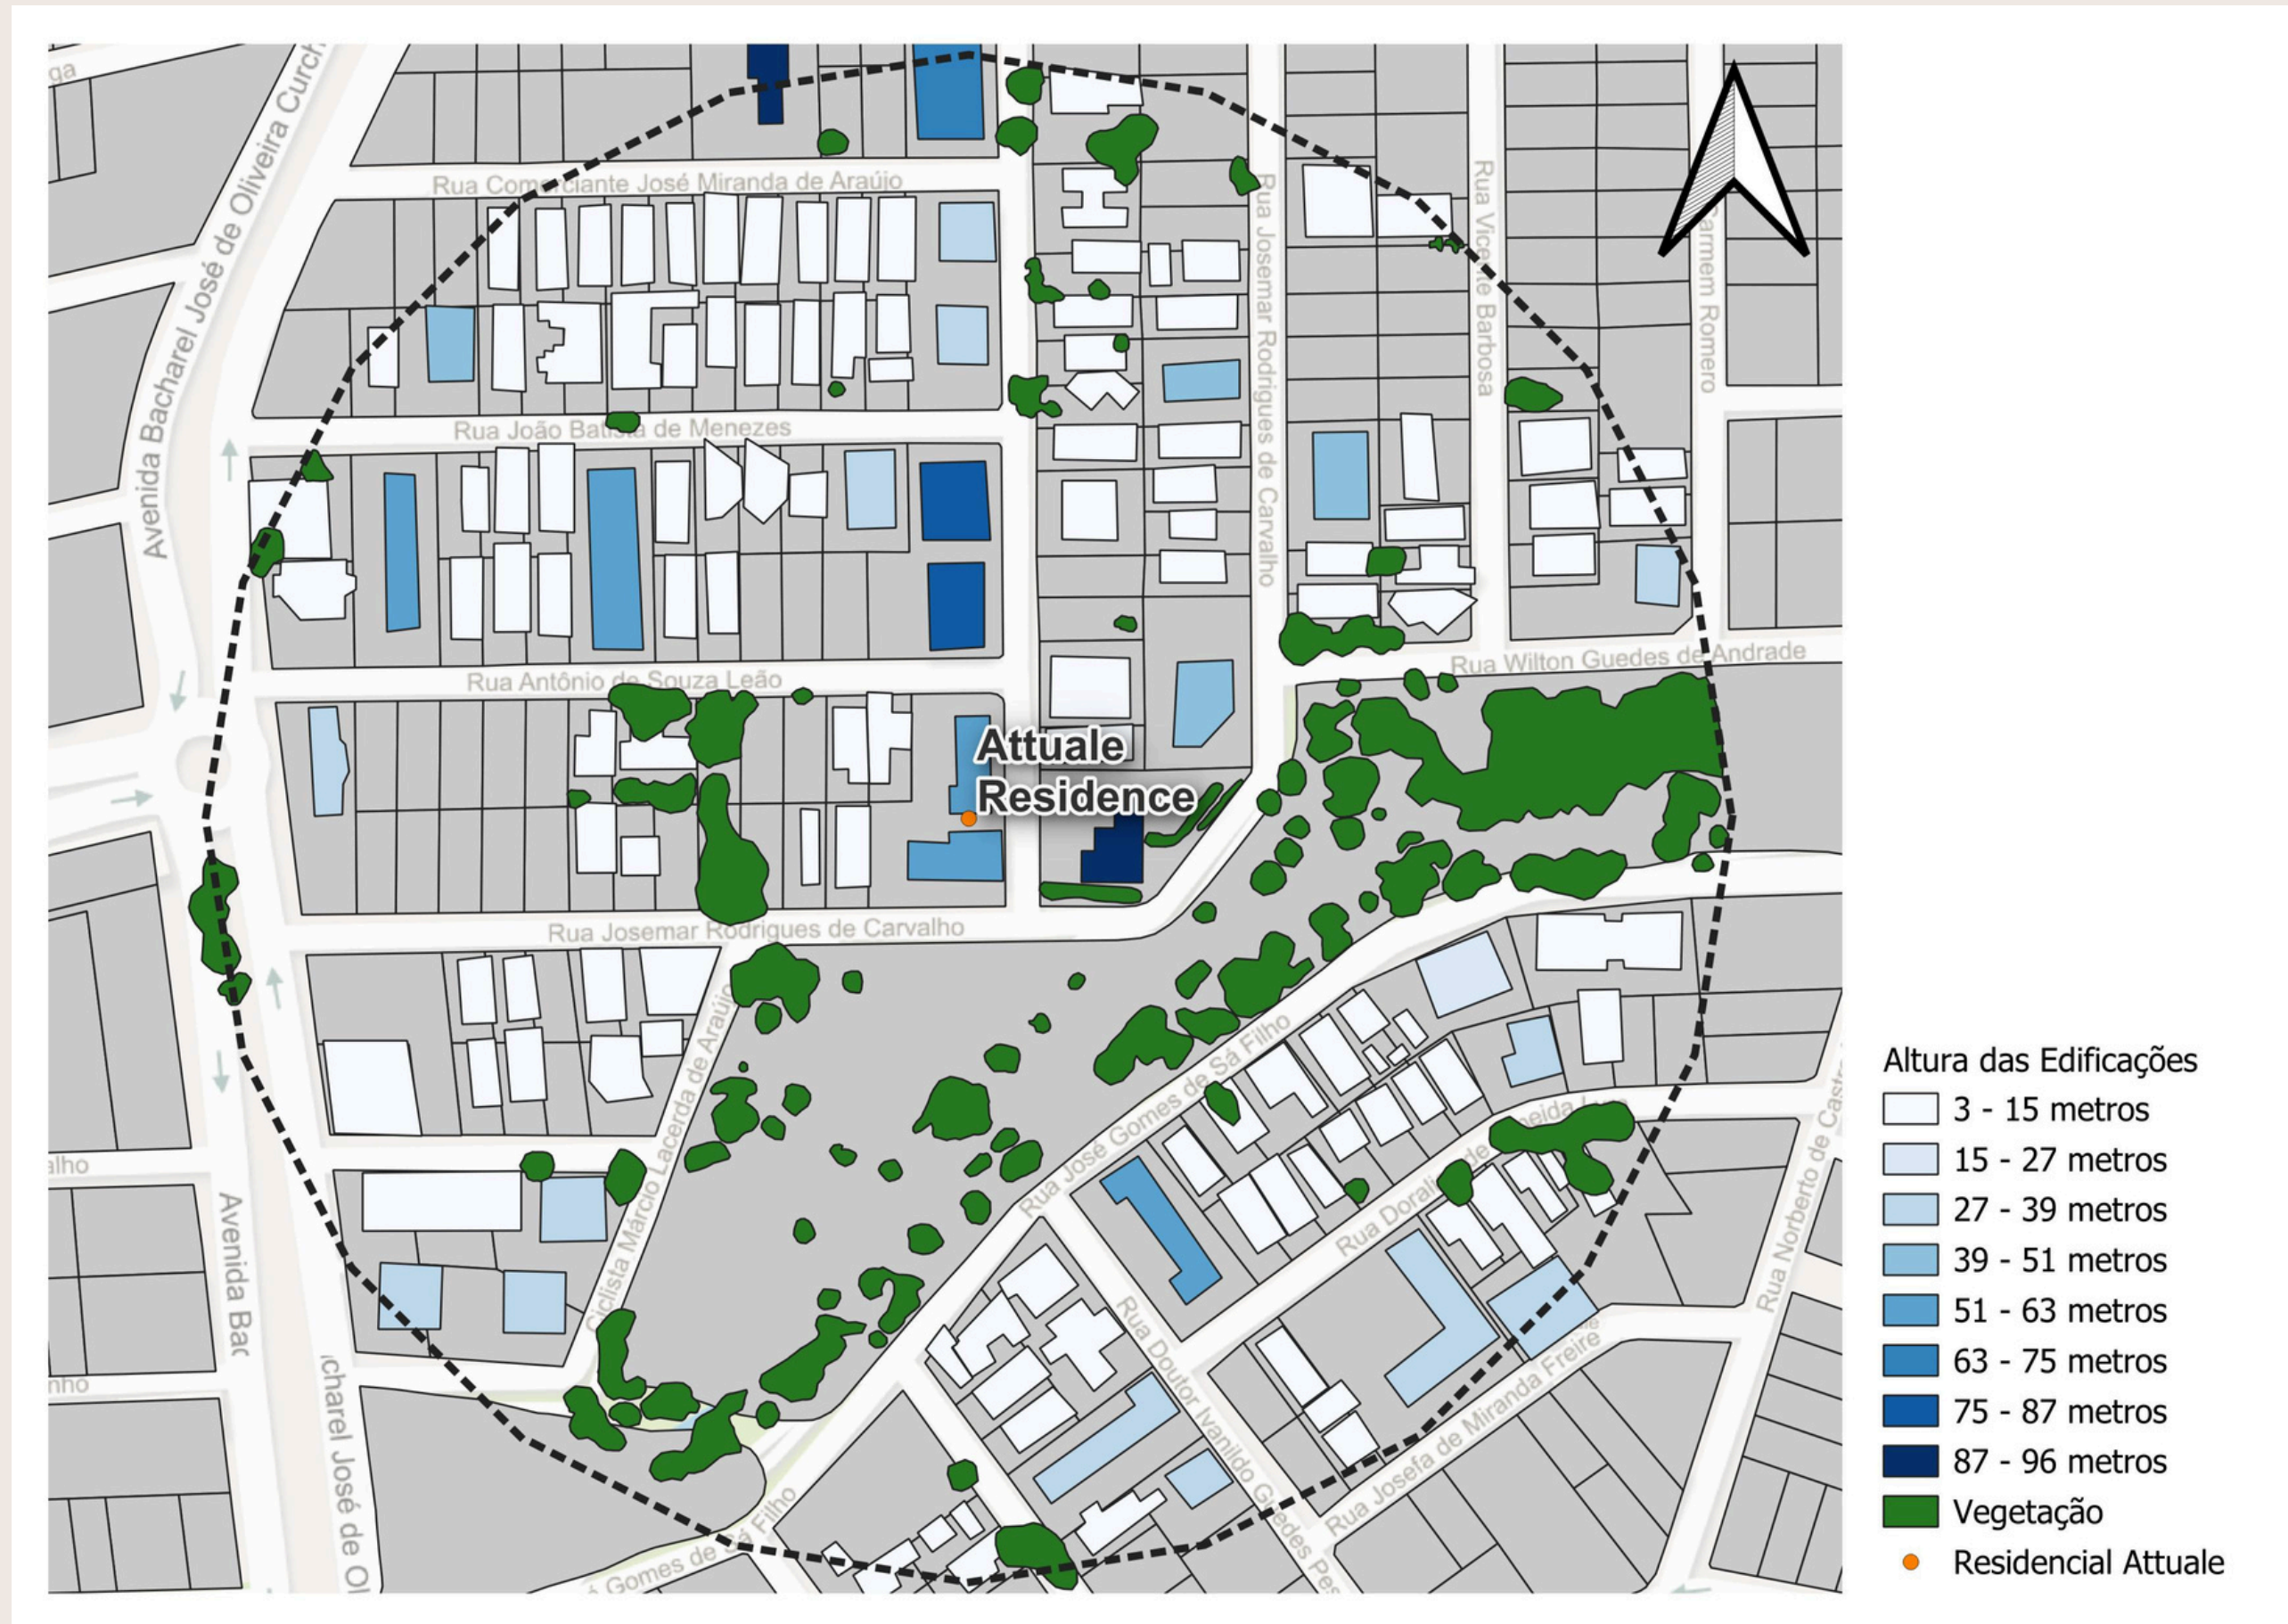 ga
Avenida Bacharel José de Oliveira Curch
Rua Comerciante José Miranda de Araújo
Rua Josemar Rodrigues de Carvalho
Rua Vicente Barbosa
Carmem Romero
Rua João Batista de Menezes
Rua Antônio de Souza Leão
Rua Wilton Guedes de Andrade
Attuale
Residence
Rua Josemar Rodrigues de Carvalho
Ciclista Márcio Lacerda de Araújo
Rua José Gomes de Sá Filho
Rua Norberto de Castr
alho
Avenida Bac
Rua Doutor Ivanildo Guedes Pes
Rua Josefa de Miranda Freire
nho
charel José de Ol
é Gomes de Sá Filho
Altura das Edificações
3 - 15 metros
15 - 27 metros
27 - 39 metros
39 - 51 metros
51 - 63 metros
63 - 75 metros
75 - 87 metros
87 - 96 metros
Vegetação
Residencial Attuale